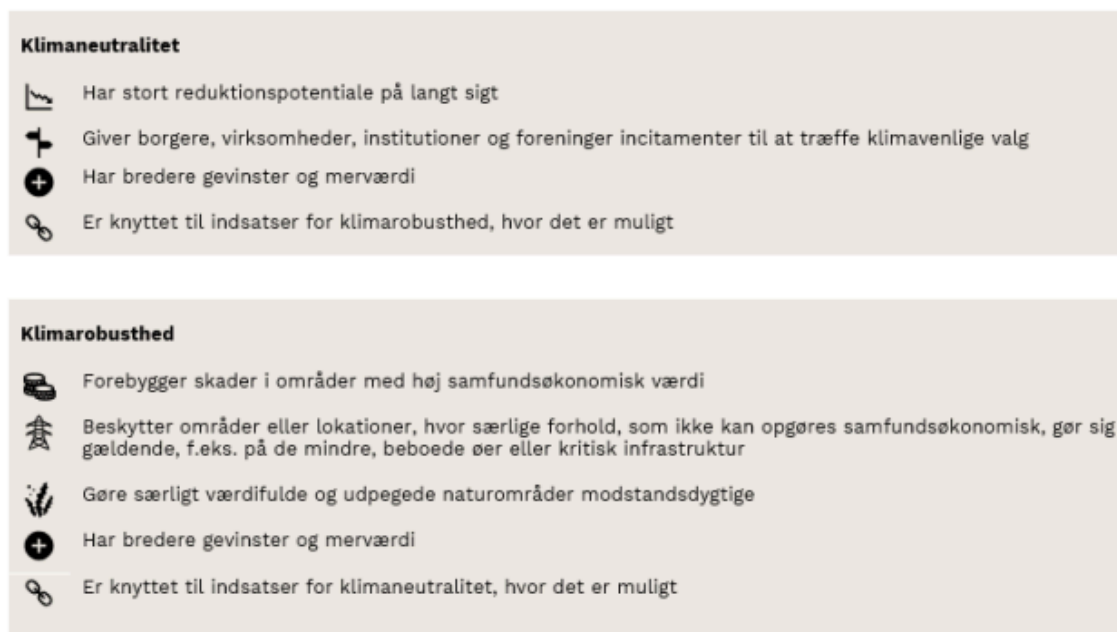 Klimaneutralitet
Har stort reduktionspotentiale på langt sigt
Giver borgere, virksomheder, institutioner og foreninger incitamenter til at træffe klimavenlige valg
Har bredere gevinster og merværdi
Er knyttet til indsatser for klimarobusthed, hvor det er muligt
Klimarobusthed
Forebygger skader i områder med høj samfundsøkonomisk værdi
Beskytter områder eller lokationer, hvor særlige forhold, som ikke kan opgøres samfundsøkonomisk, gør sig
gældende, f.eks. på de mindre, beboede øer eller kritisk infrastruktur
Gøre særligt værdifulde og udpegede naturområder modstandsdygtige
Har bredere gevinster og merværdi
Er knyttet til indsatser for klimaneutralitet, hvor det er muligt